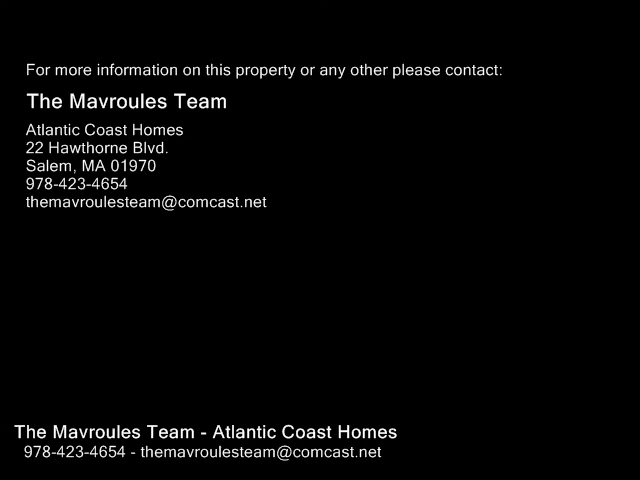 For more information on this property or any other please contact:
The Mavroules Team
Atlantic Coast Homes
22 Hawthorne Blvd.
Salem, MA 01970
978-423-4654
themavroulesteam@comcast.net
The Mavroules Team - Atlantic Coast Homes
978-423-4654 - themavroulesteam@comcast.net